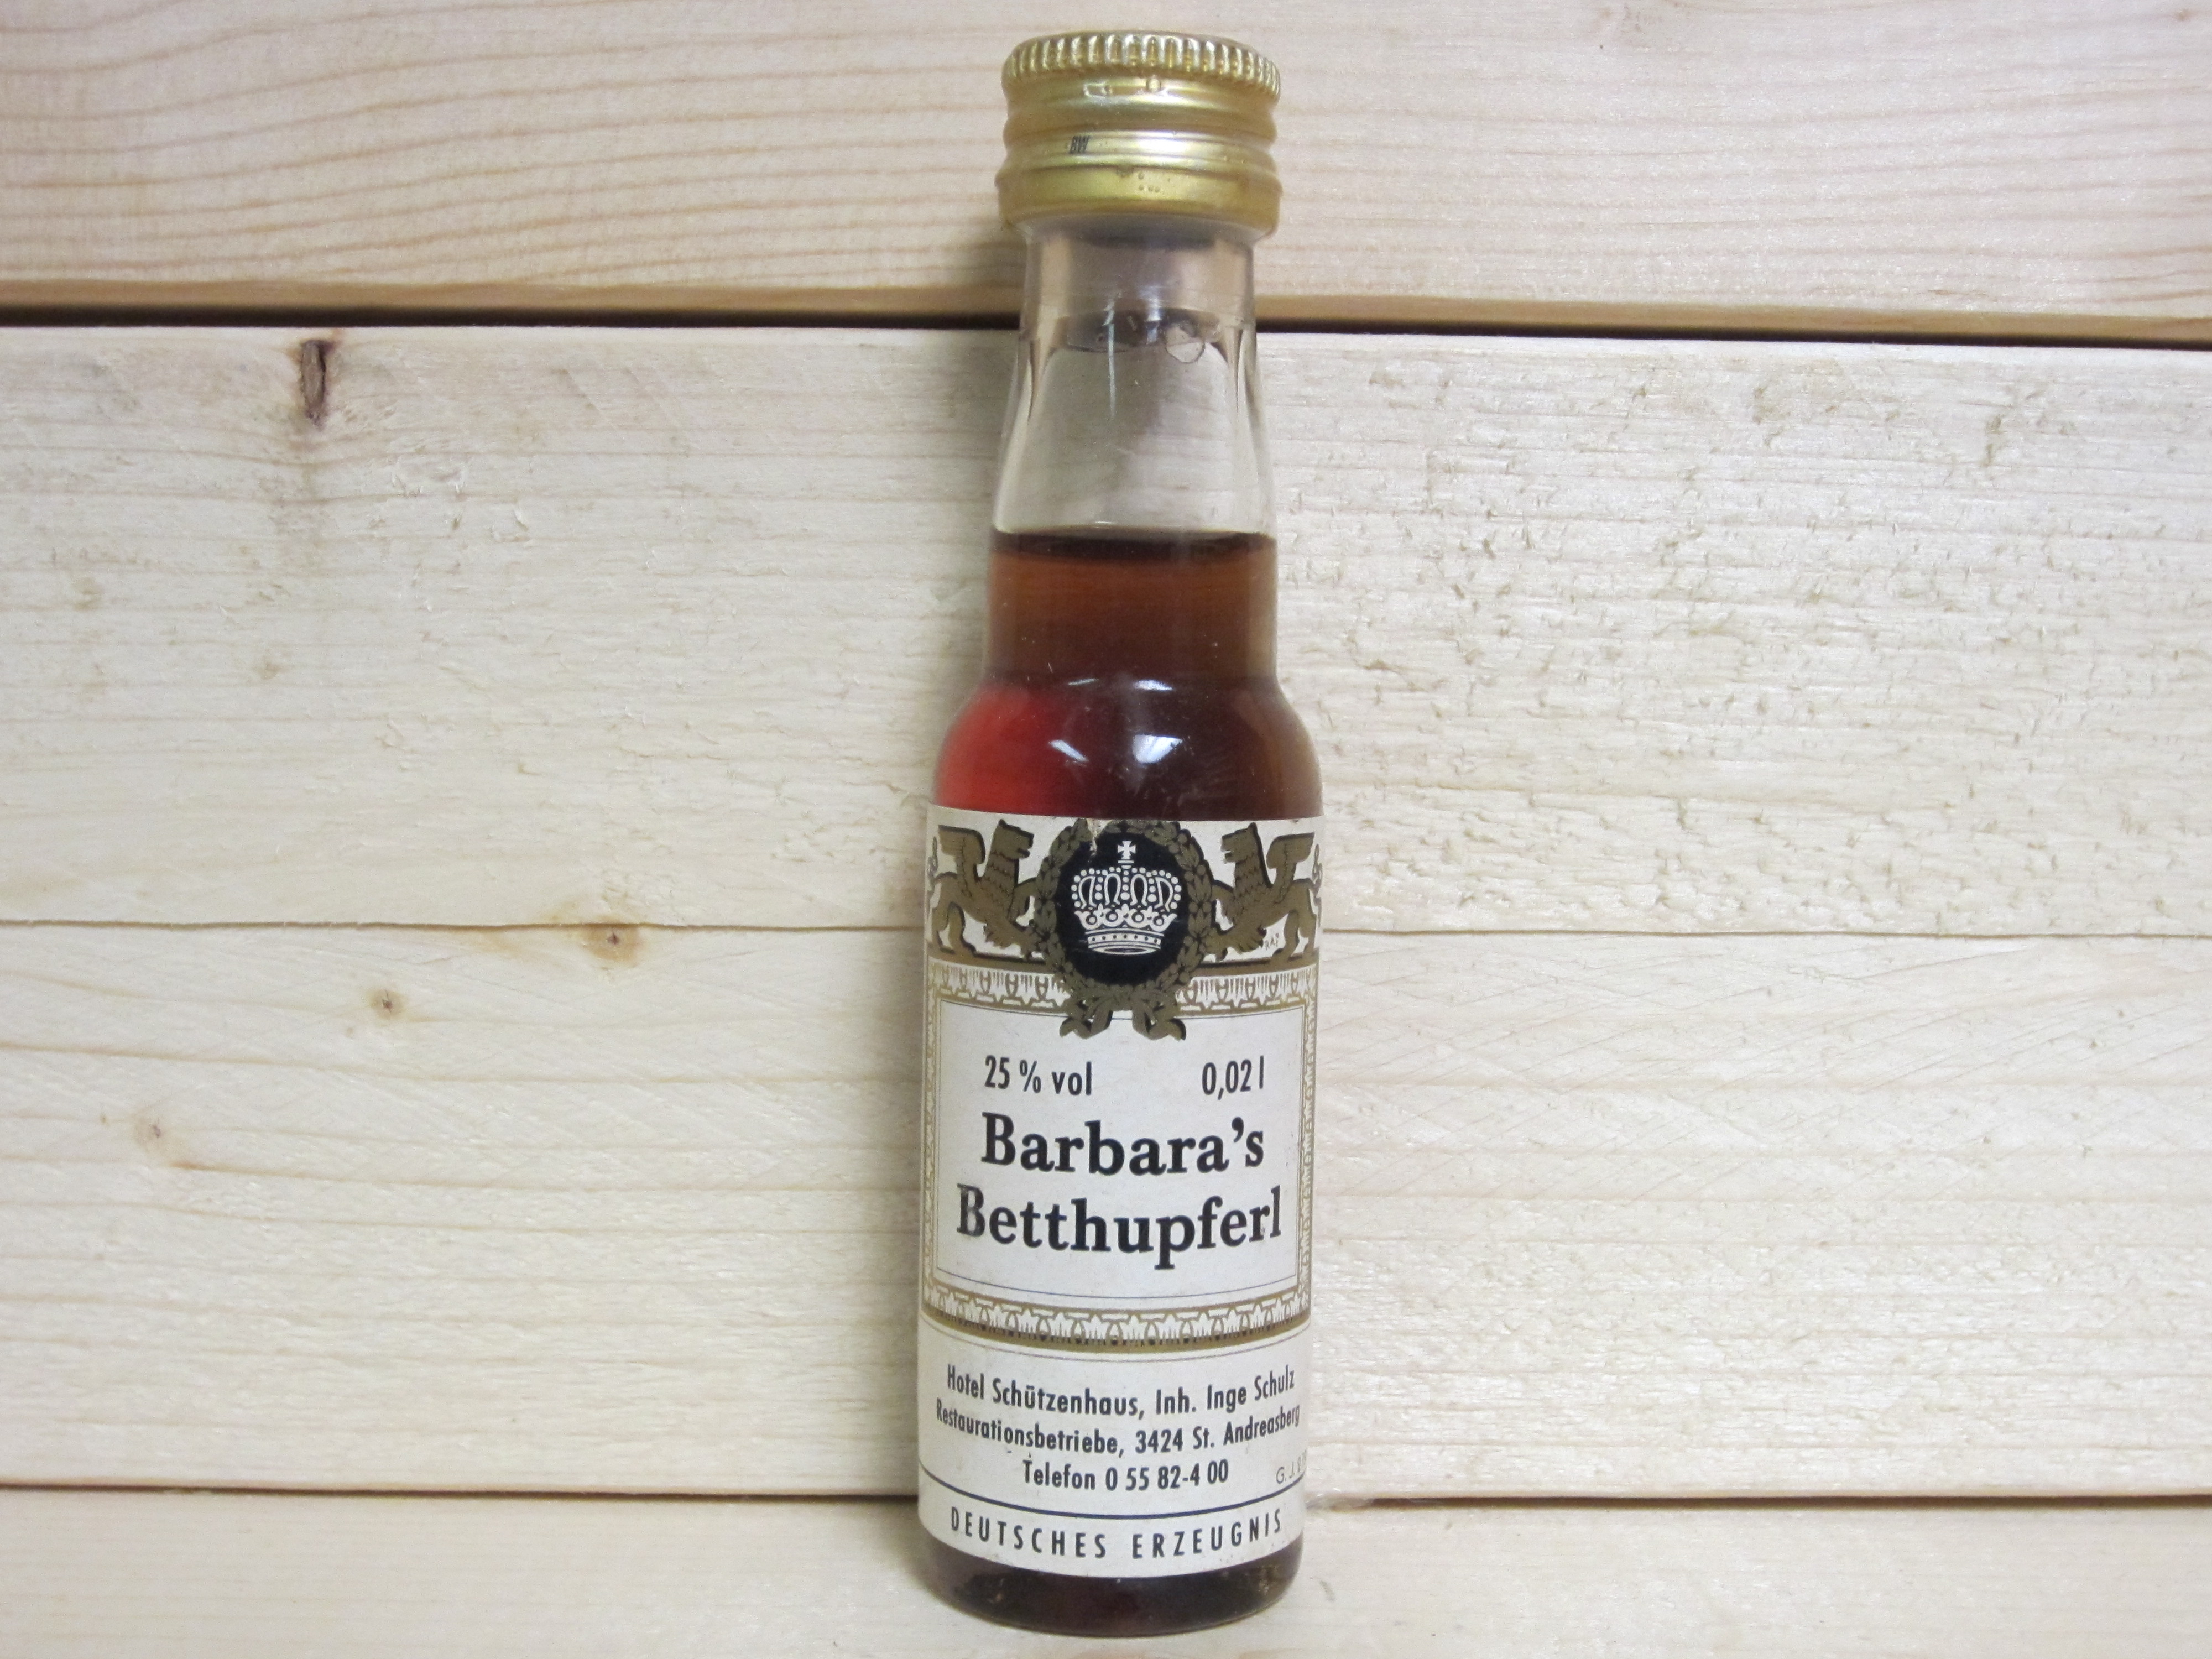 BW
25 % vol 0,02 l
Barbara's
Betthupferl
Hotel Schützenhaus, Inh. Inge Schulz
Restaurationsbetriebe, 3424 St. Andreasberg
Telefon 0 55 82-4 00
G. J.
DEUTSCHES ERZEUGNIS